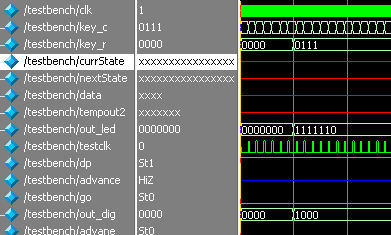 /testbench/clk 1
/testbench/key_c 0111
/testbench/key_r 0000 0000 0111
/testbench/currState xxxxxxxxxxxxxxxxx
/testbench/nextState xxxxxxxxxxxxxxxxx
/testbench/data xxxx
/testbench/tempout2 xxxxxxx
/testbench/out_led 0000000 0000000 1111110
/testbench/testclk 0
/testbench/dp St1
/testbench/advance HiZ
/testbench/go St0
/testbench/out_dig 0000 0000 1000
/testbench/advane St0